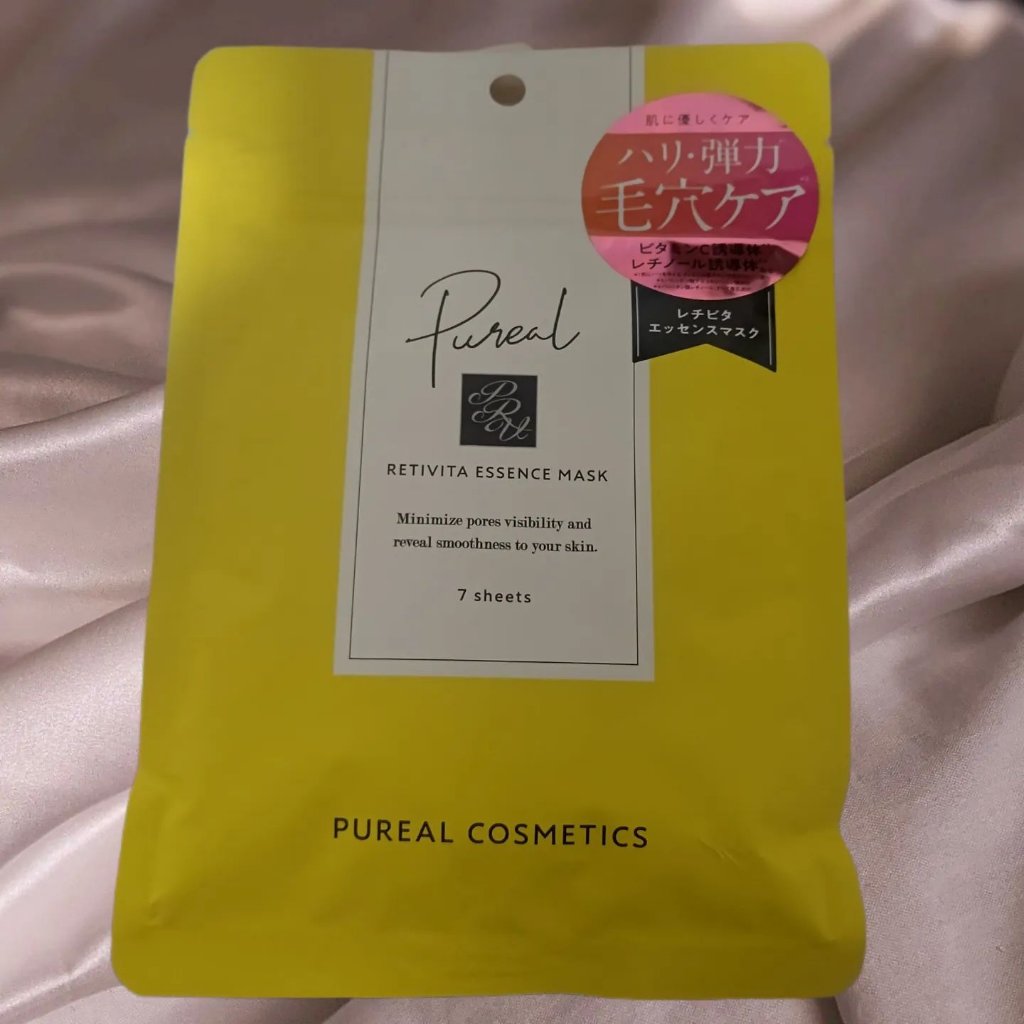 肌に優しくケア
ハリ・弾力
毛穴ケア
ビタミンC誘導体
レチノール誘導体
レチビタ
エッセンスマスク
Pureal
PRV
RETIVITA ESSENCE MASK
Minimize pores visibility and
reveal smoothness to your skin.
7 sheets
PUREAL COSMETICS